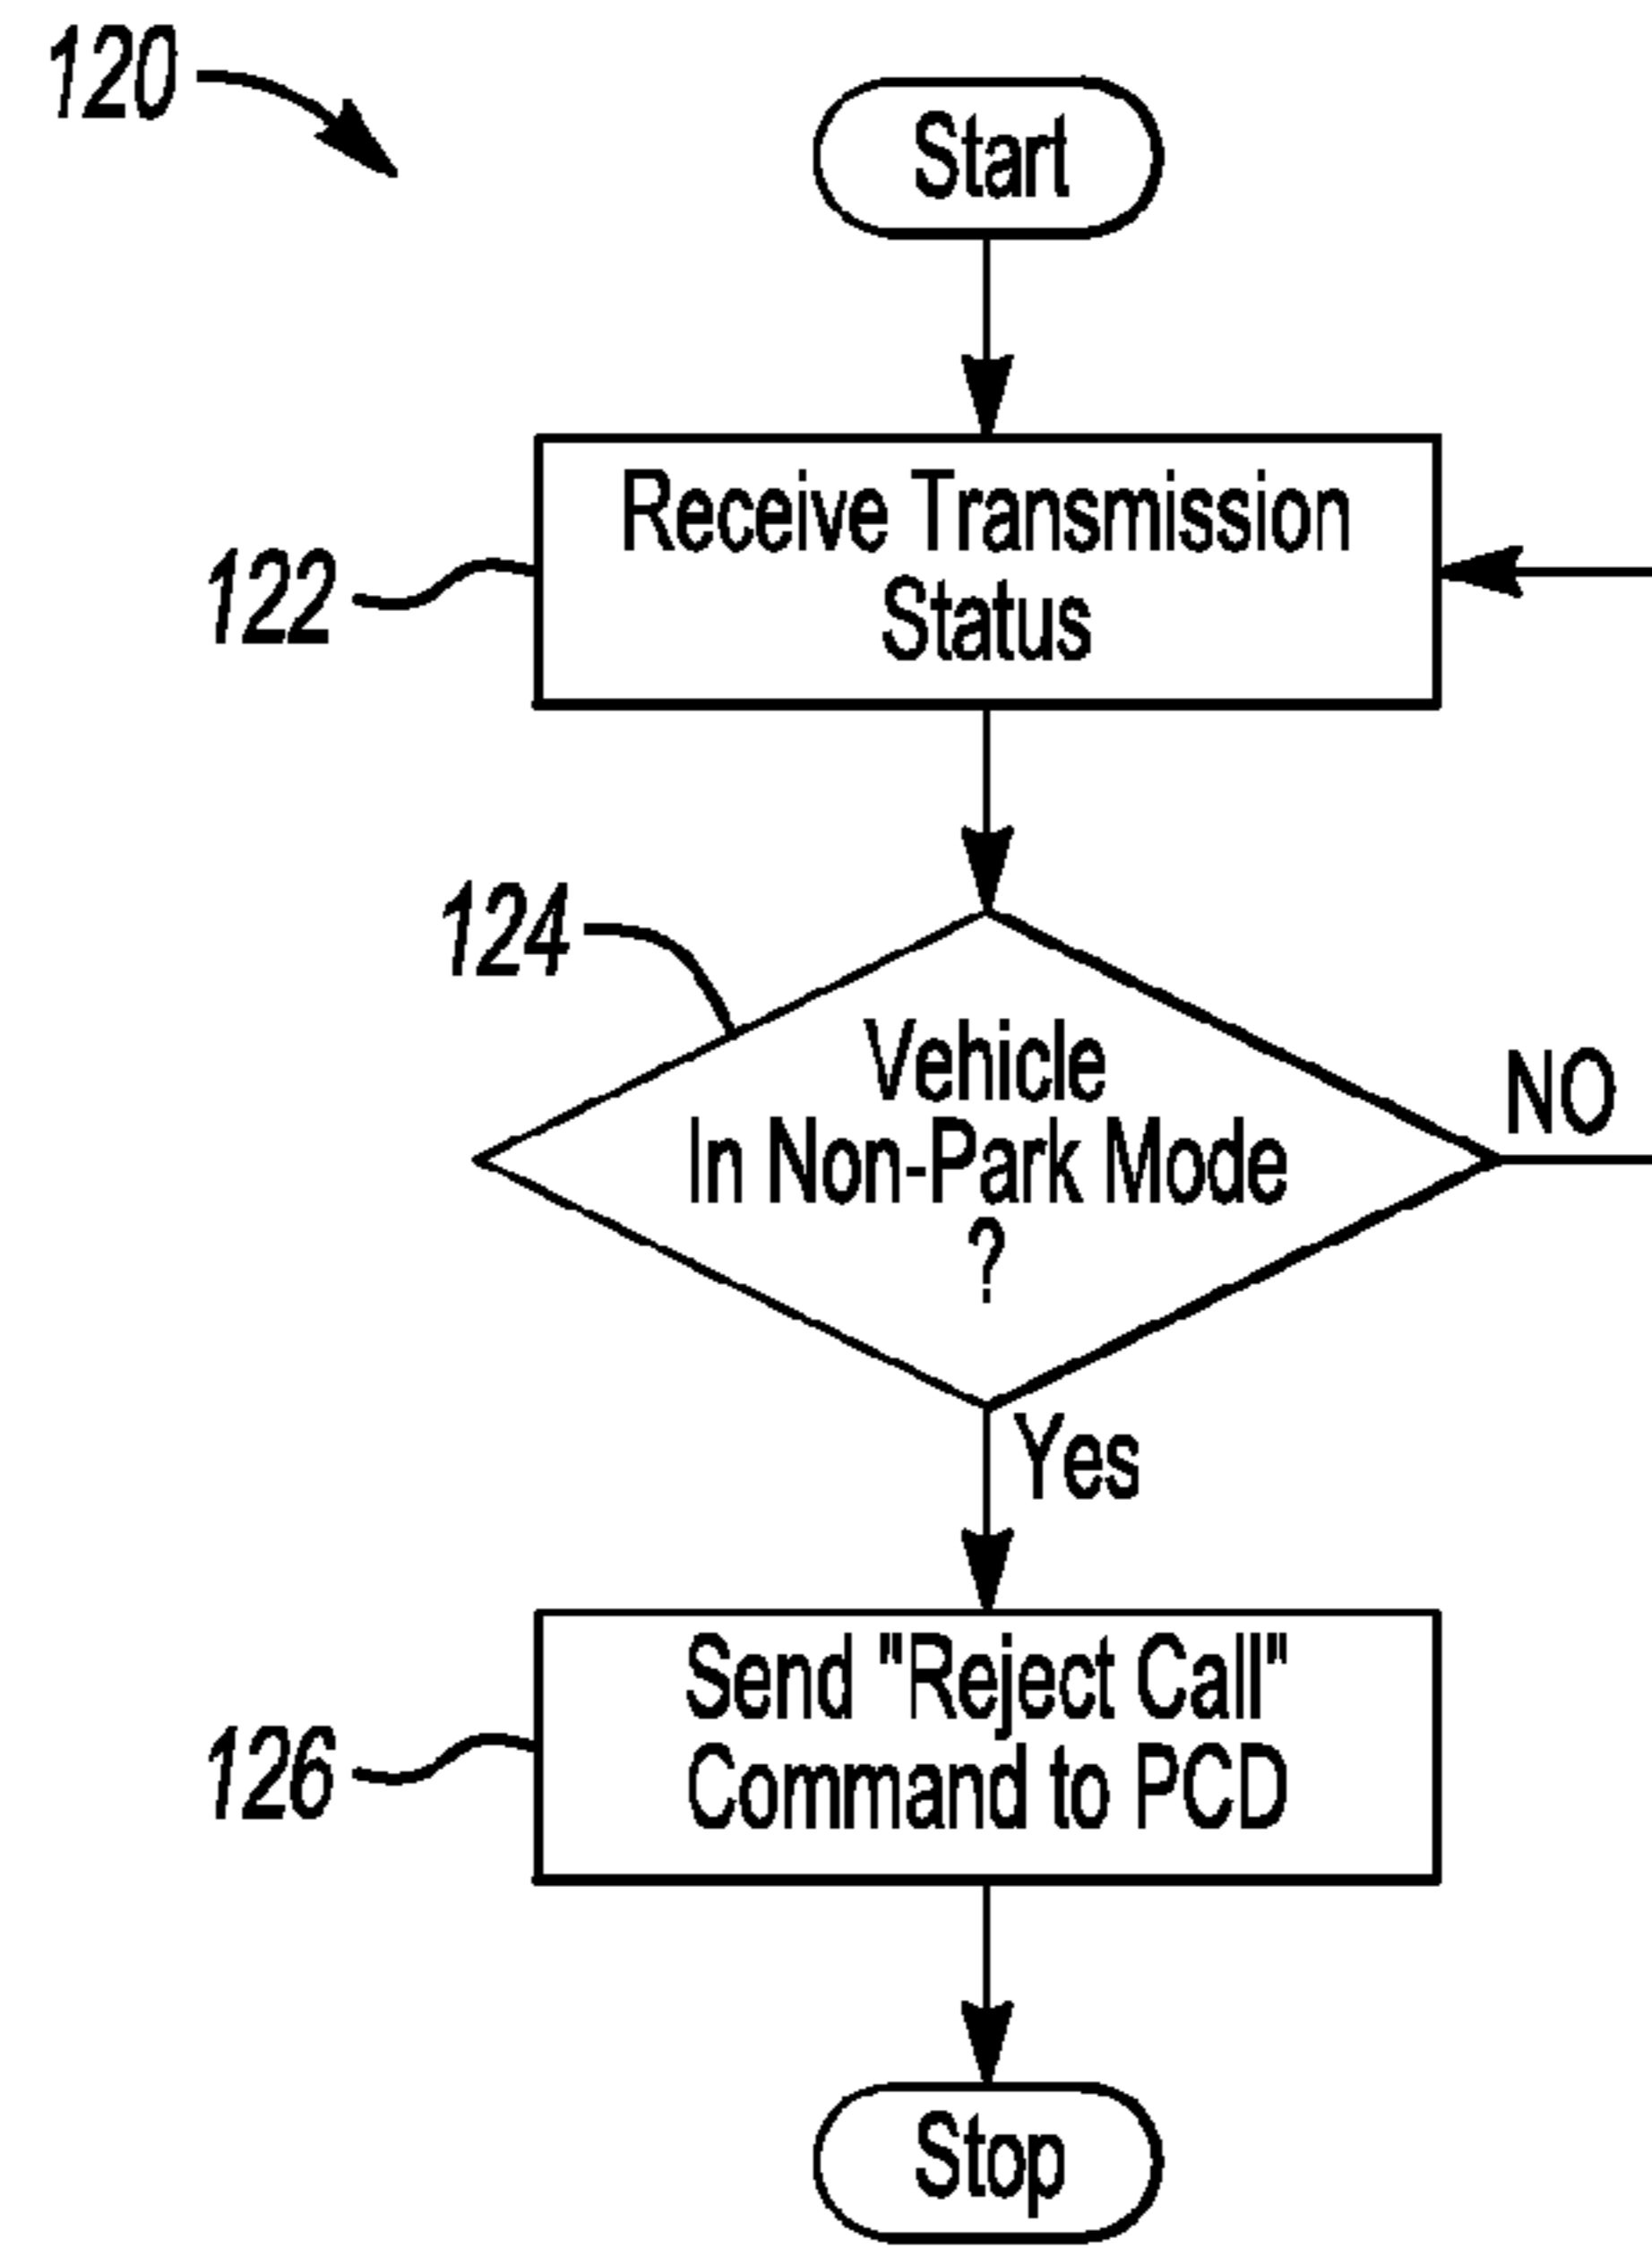 120
Start
Receive Transmission
Status
122
124
Vehicle
In Non-Park Mode
?
NO
Yes
Send "Reject Call"
Command to PCD
126
Stop